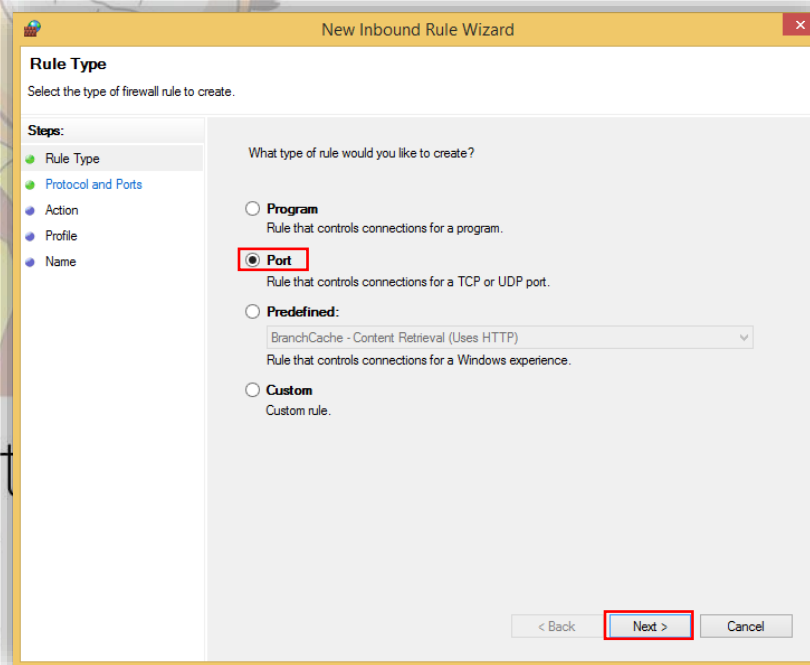 New Inbound Rule Wizard
Rule Type
Select the type of firewall rule to create.
Steps:
Rule Type
Protocol and Ports
Action
Profile
Name
What type of rule would you like to create?
Program
Rule that controls connections for a program.
Port
Rule that controls connections for a TCP or UDP port.
Predefined:
BranchCache - Content Retrieval (Uses HTTP)
Rule that controls connections for a Windows experience.
Custom
Custom rule.
t
< Back Next > Cancel